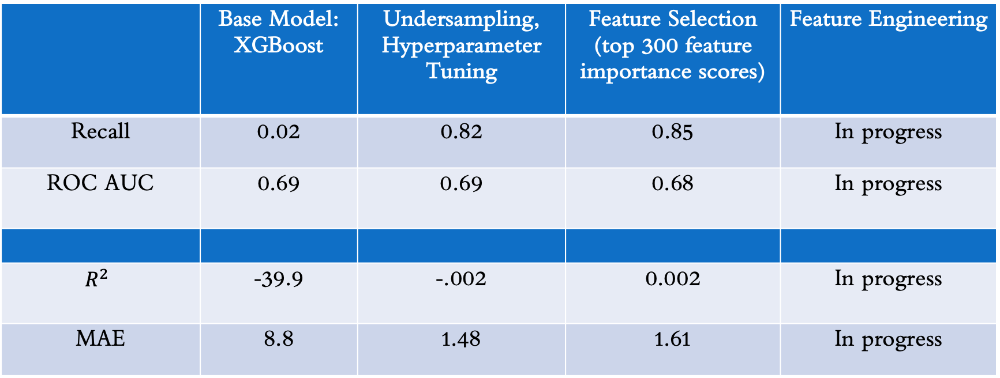 Base Model:
XGBoost
Undersampling,
Hyperparameter
Tuning
Feature Selection
(top 300 feature
importance scores)
Feature Engineering
Recall 0.02 0.82 0.85 In progress
ROC AUC 0.69 0.69 0.68 In progress
R² -39.9 -.002 0.002 In progress
MAE 8.8 1.48 1.61 In progress